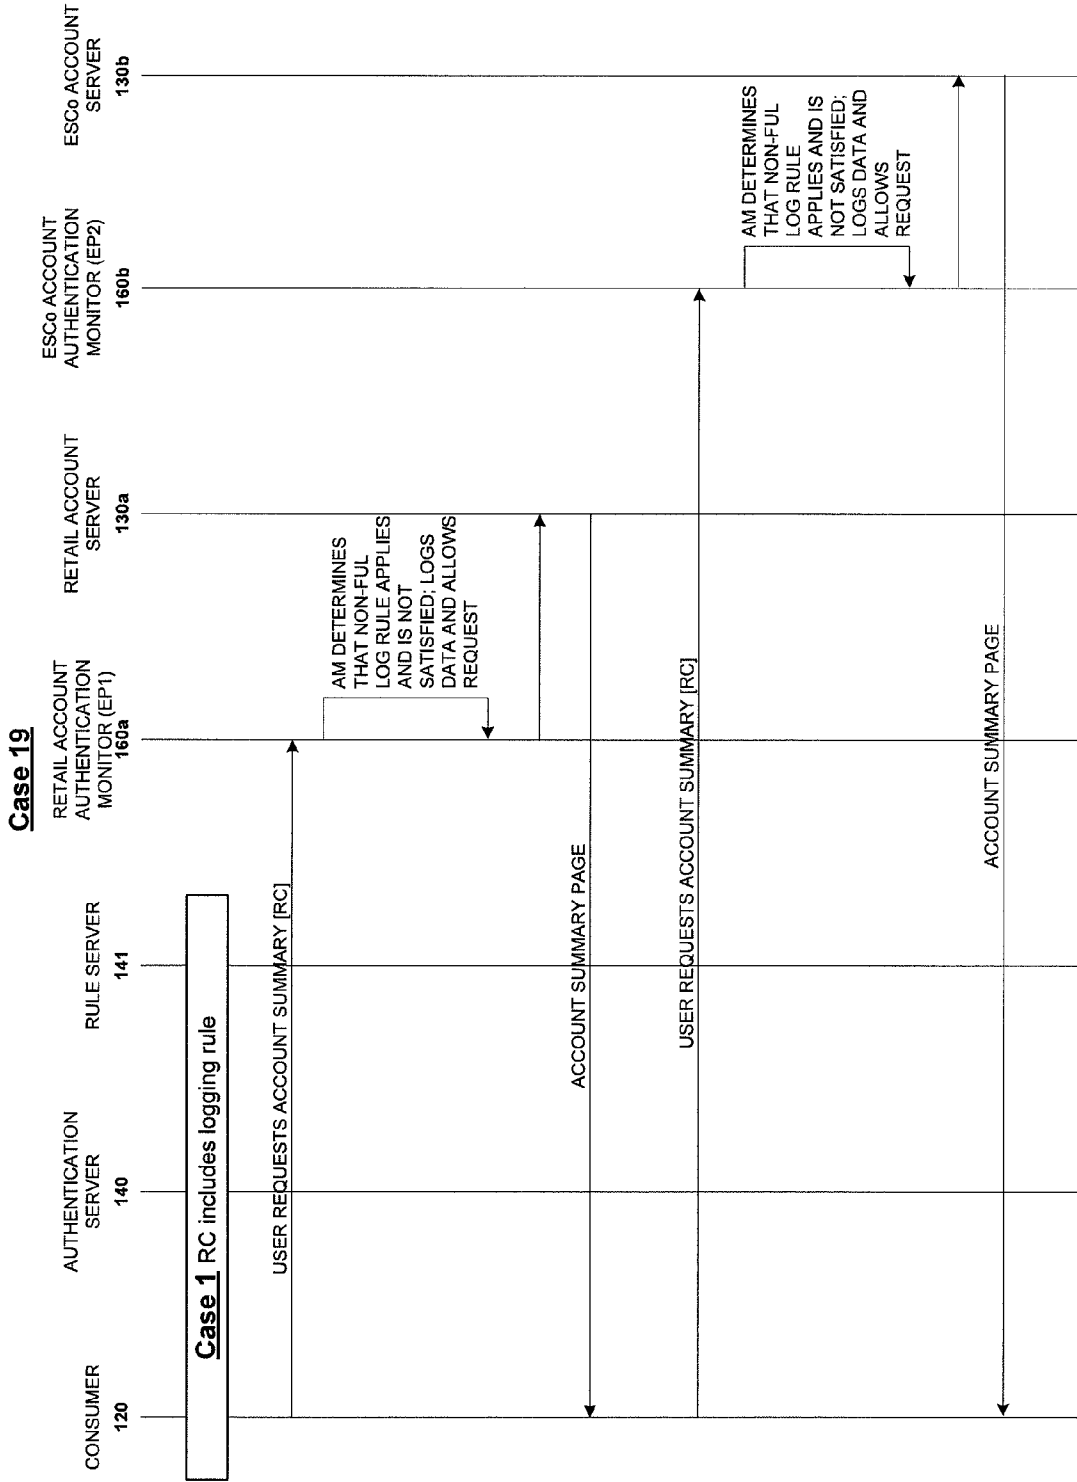 Case 19
CONSUMER
120
AUTHENTICATION
SERVER
140
RULE SERVER
141
RETAIL ACCOUNT
AUTHENTICATION
MONITOR (EP1)
160a
RETAIL ACCOUNT
SERVER
130a
ESCo ACCOUNT
AUTHENTICATION
MONITOR (EP2)
160b
ESCo ACCOUNT
SERVER
130b
Case 1 RC includes logging rule
USER REQUESTS ACCOUNT SUMMARY [RC]
AM DETERMINES
THAT NON-FUL
LOG RULE APPLIES
AND IS NOT
SATISFIED; LOGS
DATA AND ALLOWS
REQUEST
ACCOUNT SUMMARY PAGE
USER REQUESTS ACCOUNT SUMMARY [RC]
AM DETERMINES
THAT NON-FUL
LOG RULE
APPLIES AND IS
NOT SATISFIED;
LOGS DATA AND
ALLOWS
REQUEST
ACCOUNT SUMMARY PAGE